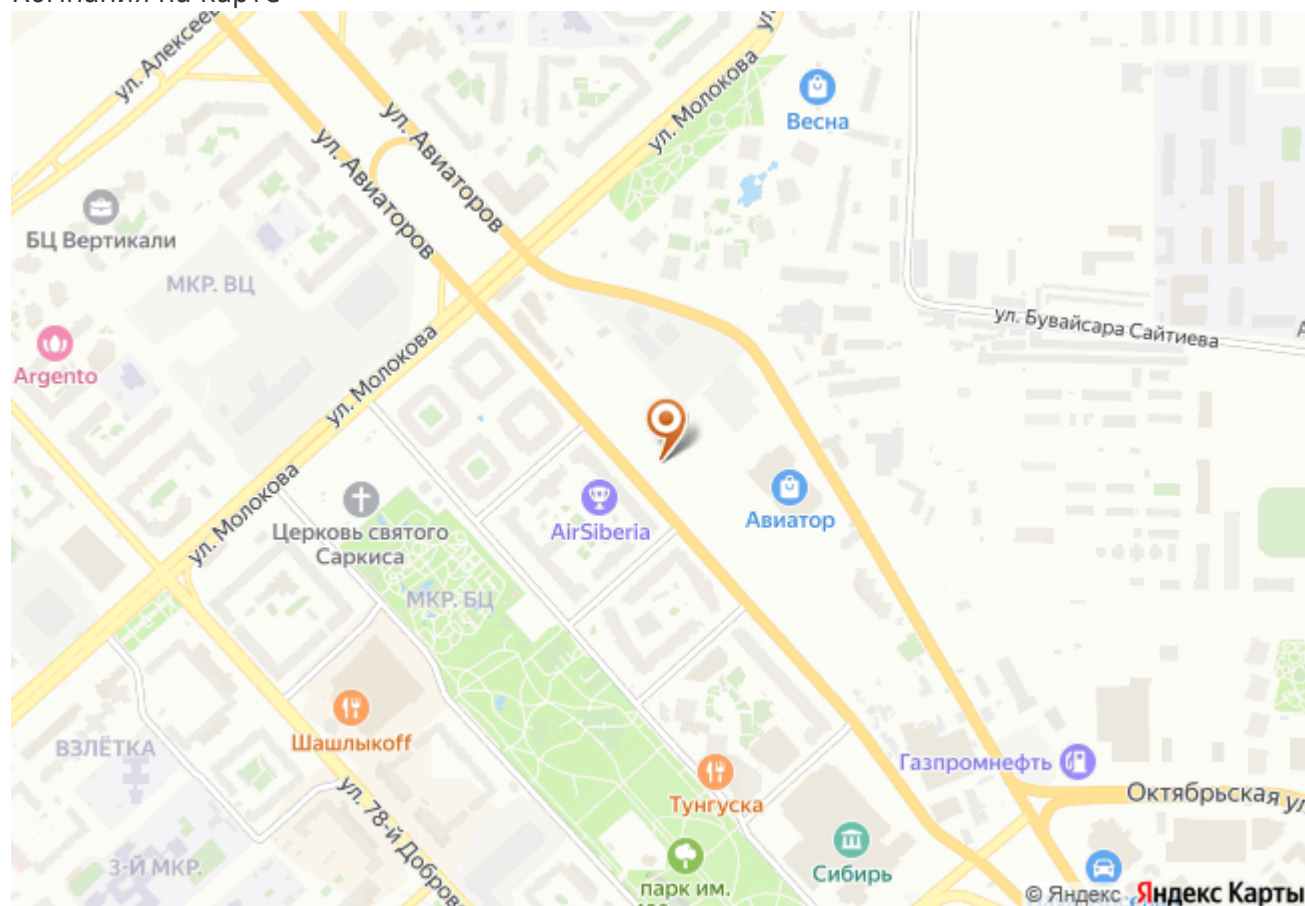 ул. Алексеев
ул. Авиаторов
ул. Авиаторов
ул. Молокова
ул.
Весна
БЦ Вертикали
МКР. ВЦ
ул. Бувайсара Сайтиева
Argento
ул. Молокова
ул. Молокова
Церковь святого
Саркиса
AirSiberia
Авиатор
МКР. БЦ
ВЗЛЁТКА
Шашлыкоff
Газпромнефть
Тунгуска
Октябрьская ул
ул. 78-й Доброво
3-Й МКР.
Сибирь
парк им.
© Яндекс Яндекс Карты